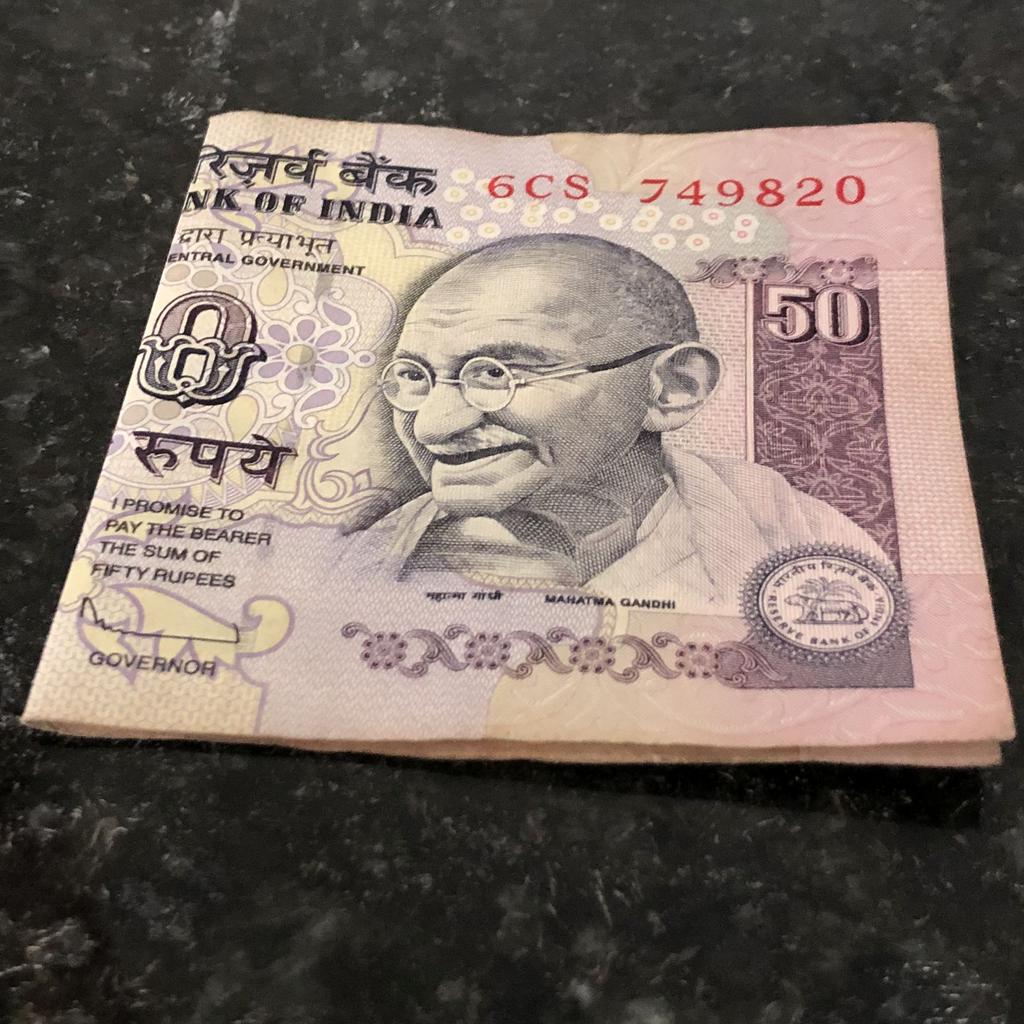 रिज़र्व बैंक
NK OF INDIA
6CS 749820
द्वारा प्रत्याभूत
ENTRAL GOVERNMENT
50
0
रुपये
I PROMISE TO
PAY THE BEARER
THE SUM OF
FIFTY RUPEES
GOVERNOR
महात्मा गांधी MAHATMA GANDHI
भारतीय रिज़र्व बैंक
RESERVE BANK OF INDIA